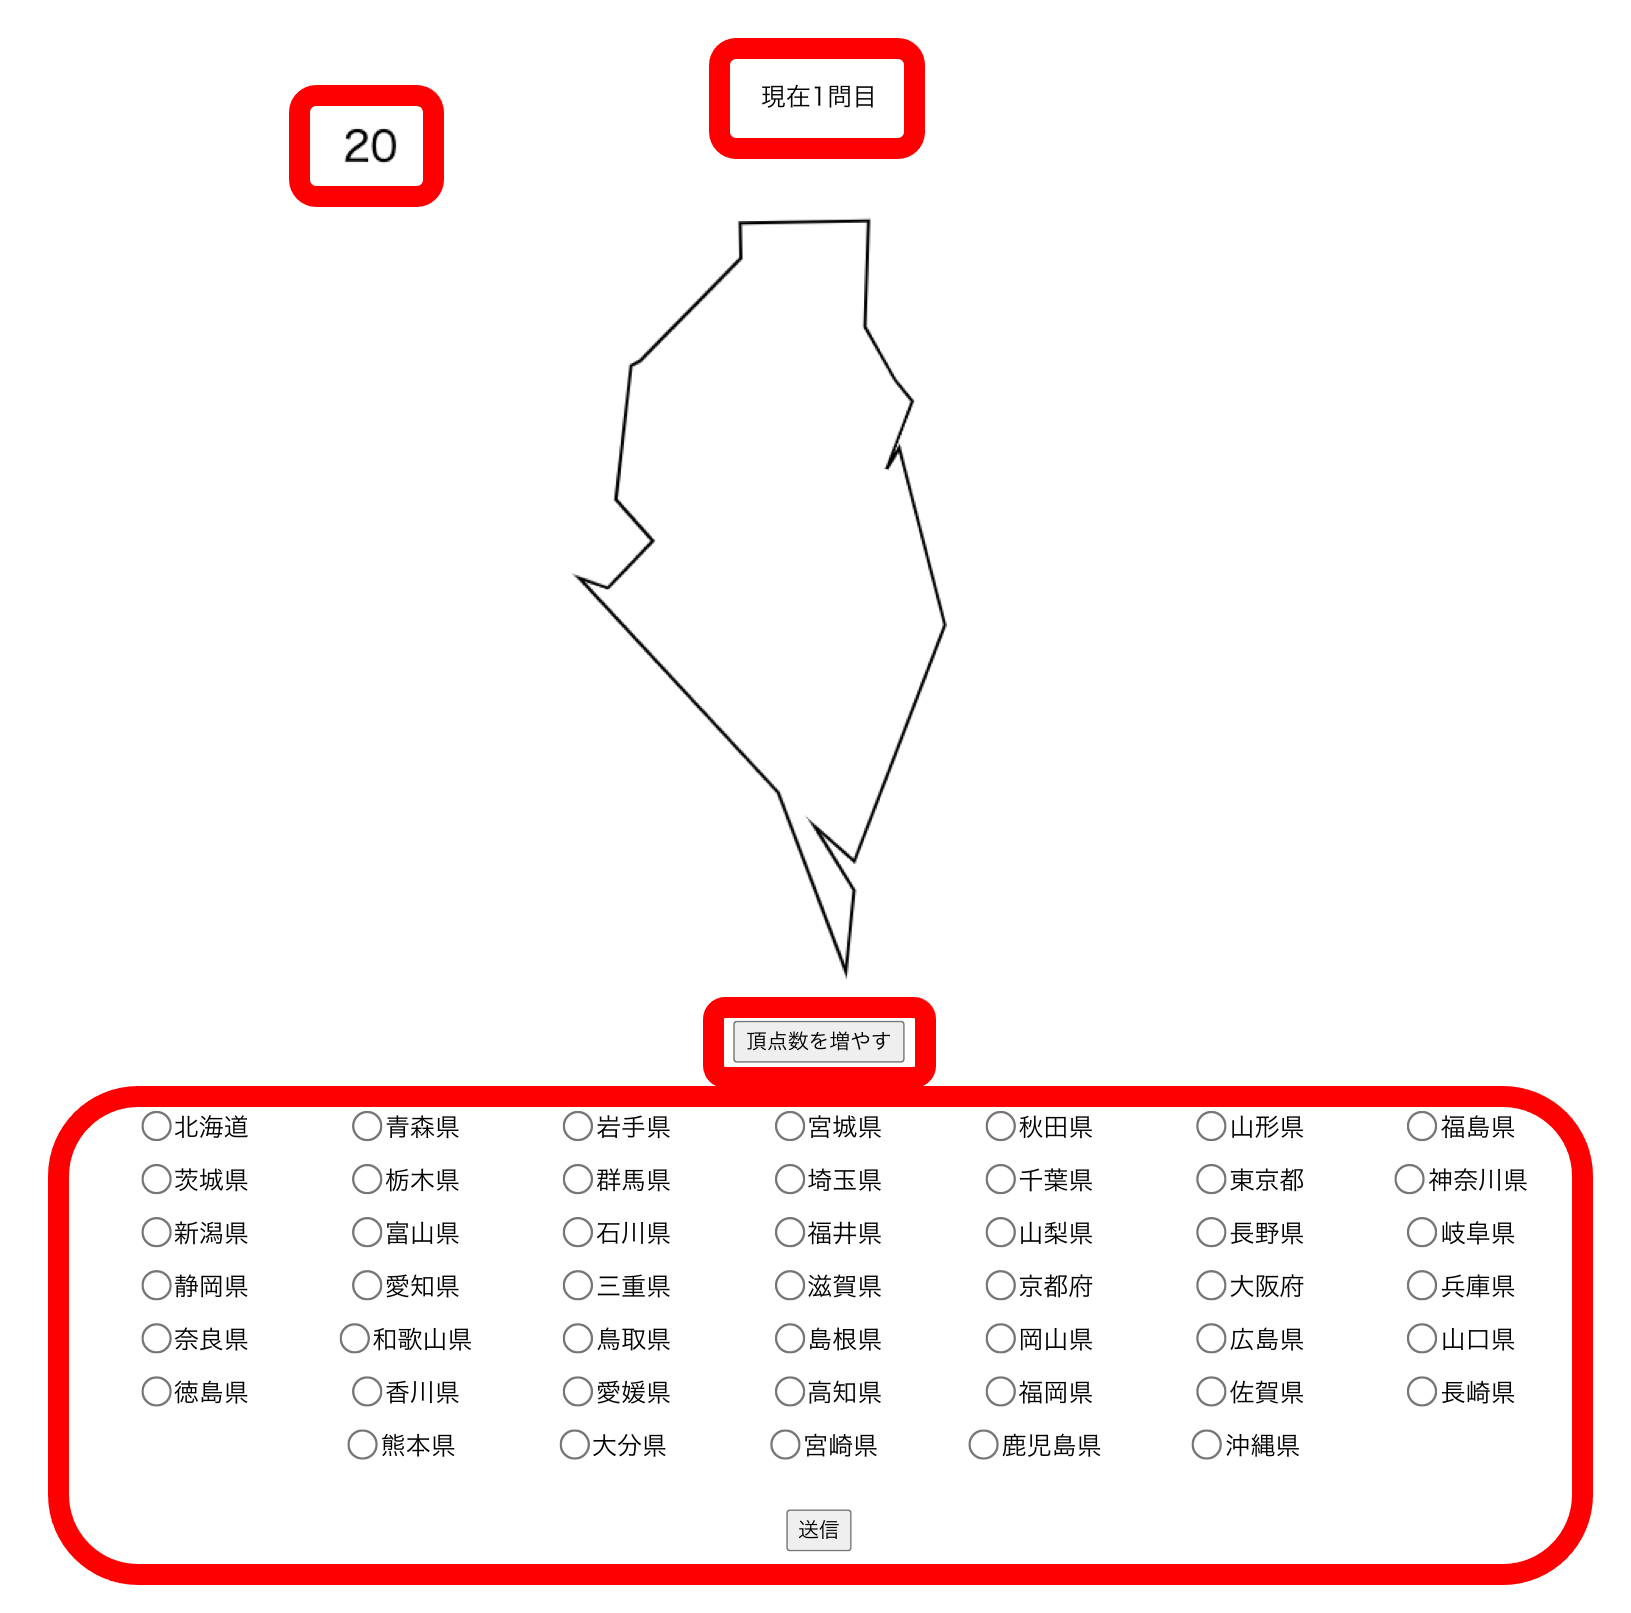 現在1問目
20
頂点数を増やす
北海道 青森県 岩手県 宮城県 秋田県 山形県 福島県
茨城県 栃木県 群馬県 埼玉県 千葉県 東京都 神奈川県
新潟県 富山県 石川県 福井県 山梨県 長野県 岐阜県
静岡県 愛知県 三重県 滋賀県 京都府 大阪府 兵庫県
奈良県 和歌山県 鳥取県 島根県 岡山県 広島県 山口県
徳島県 香川県 愛媛県 高知県 福岡県 佐賀県 長崎県
熊本県 大分県 宮崎県 鹿児島県 沖縄県
送信